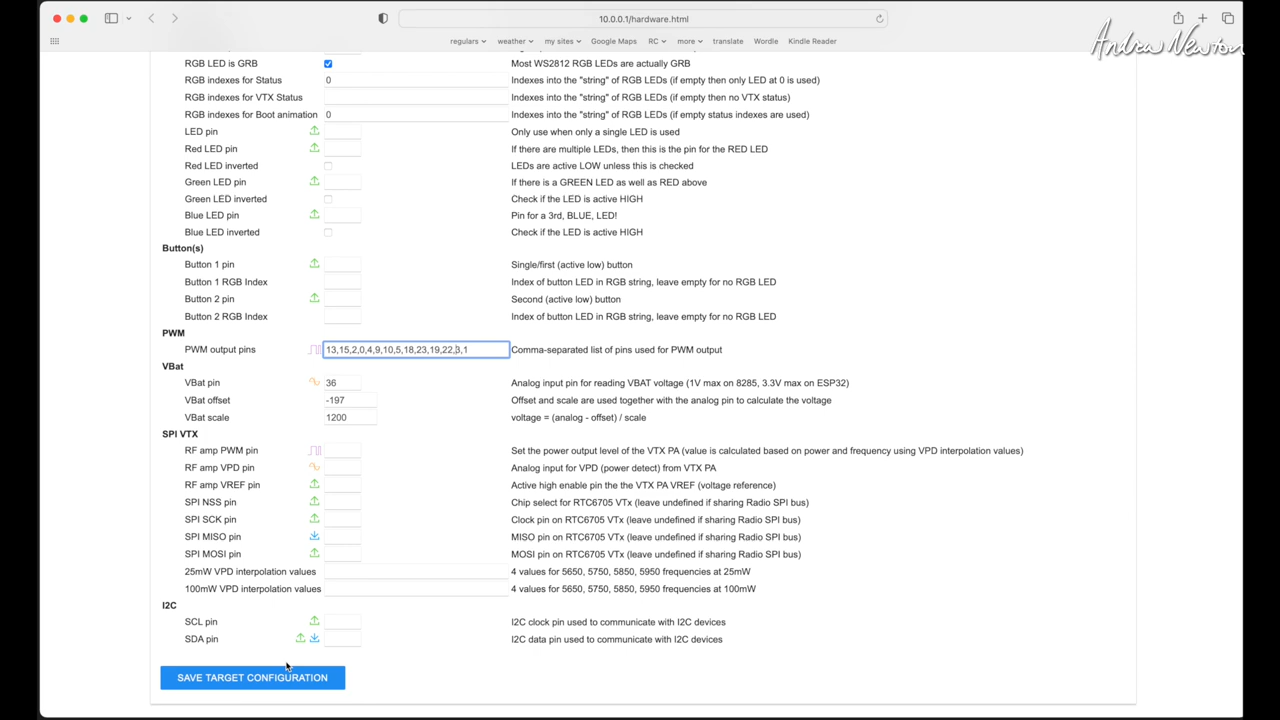 10.0.0.1/hardware.html
regulars weather my sites Google Maps RC more translate Wordle Kindle Reader
Andrew Newton
RGB LED is GRB Most WS2812 RGB LEDs are actually GRB
RGB indexes for Status 0 Indexes into the "string" of RGB LEDs (if empty then only LED at 0 is used)
RGB indexes for VTX Status Indexes into the "string" of RGB LEDs (if empty then no VTX status)
RGB indexes for Boot animation 0 Indexes into the "string" of RGB LEDs (if empty status indexes are used)
LED pin Only use when only a single LED is used
Red LED pin If there are multiple LEDs, then this is the pin for the RED LED
Red LED inverted LEDs are active LOW unless this is checked
Green LED pin If there is a GREEN LED as well as RED above
Green LED inverted Check if the LED is active HIGH
Blue LED pin Pin for a 3rd, BLUE, LED!
Blue LED inverted Check if the LED is active HIGH
Button(s)
Button 1 pin Single/first (active low) button
Button 1 RGB Index Index of button LED in RGB string, leave empty for no RGB LED
Button 2 pin Second (active low) button
Button 2 RGB Index Index of button LED in RGB string, leave empty for no RGB LED
PWM
PWM output pins 13,15,2,0,4,9,10,5,18,23,19,22,3,1 Comma-separated list of pins used for PWM output
VBat
VBat pin 36 Analog input pin for reading VBAT voltage (1V max on 8285, 3.3V max on ESP32)
VBat offset -197 Offset and scale are used together with the analog pin to calculate the voltage
VBat scale 1200 voltage = (analog - offset) / scale
SPI VTX
RF amp PWM pin Set the power output level of the VTX PA (value is calculated based on power and frequency using VPD interpolation values)
RF amp VPD pin Analog input for VPD (power detect) from VTX PA
RF amp VREF pin Active high enable pin the the VTX PA VREF (voltage reference)
SPI NSS pin Chip select for RTC6705 VTx (leave undefined if sharing Radio SPI bus)
SPI SCK pin Clock pin on RTC6705 VTx (leave undefined if sharing Radio SPI bus)
SPI MISO pin MISO pin on RTC6705 VTx (leave undefined if sharing Radio SPI bus)
SPI MOSI pin MOSI pin on RTC6705 VTx (leave undefined if sharing Radio SPI bus)
25mW VPD interpolation values 4 values for 5650, 5750, 5850, 5950 frequencies at 25mW
100mW VPD interpolation values 4 values for 5650, 5750, 5850, 5950 frequencies at 100mW
I2C
SCL pin I2C clock pin used to communicate with I2C devices
SDA pin I2C data pin used to communicate with I2C devices
SAVE TARGET CONFIGURATION